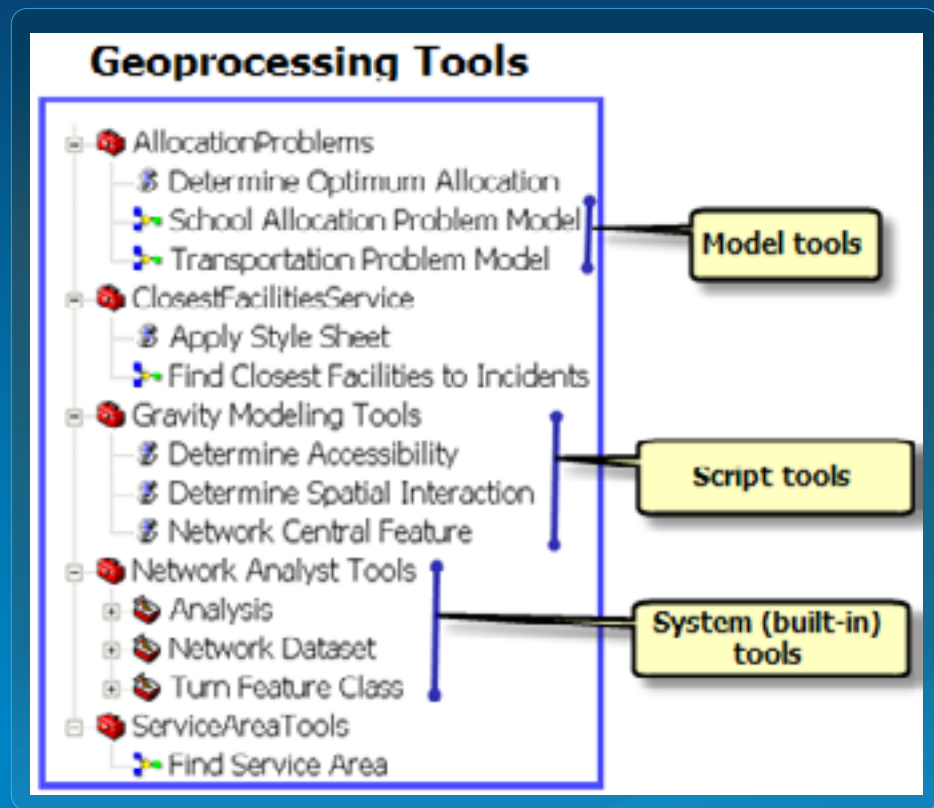 Geoprocessing Tools
AllocationProblems
Determine Optimum Allocation
School Allocation Problem Model
Transportation Problem Model
Model tools
ClosestFacilitiesService
Apply Style Sheet
Find Closest Facilities to Incidents
Gravity Modeling Tools
Determine Accessibility
Determine Spatial Interaction
Network Central Feature
Script tools
Network Analyst Tools
Analysis
Network Dataset
Turn Feature Class
System (built-in)
tools
ServiceAreaTools
Find Service Area